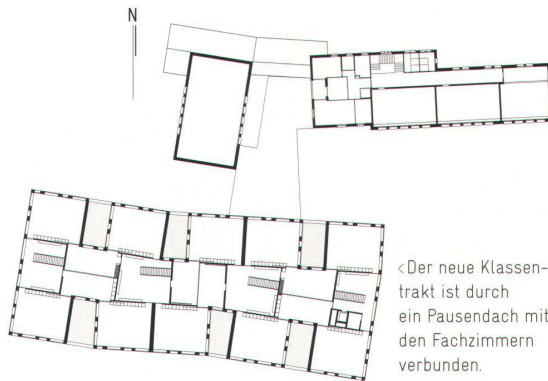 N
<Der neue Klassen-
trakt ist durch
ein Pausendach mit
den Fachzimmern
verbunden.